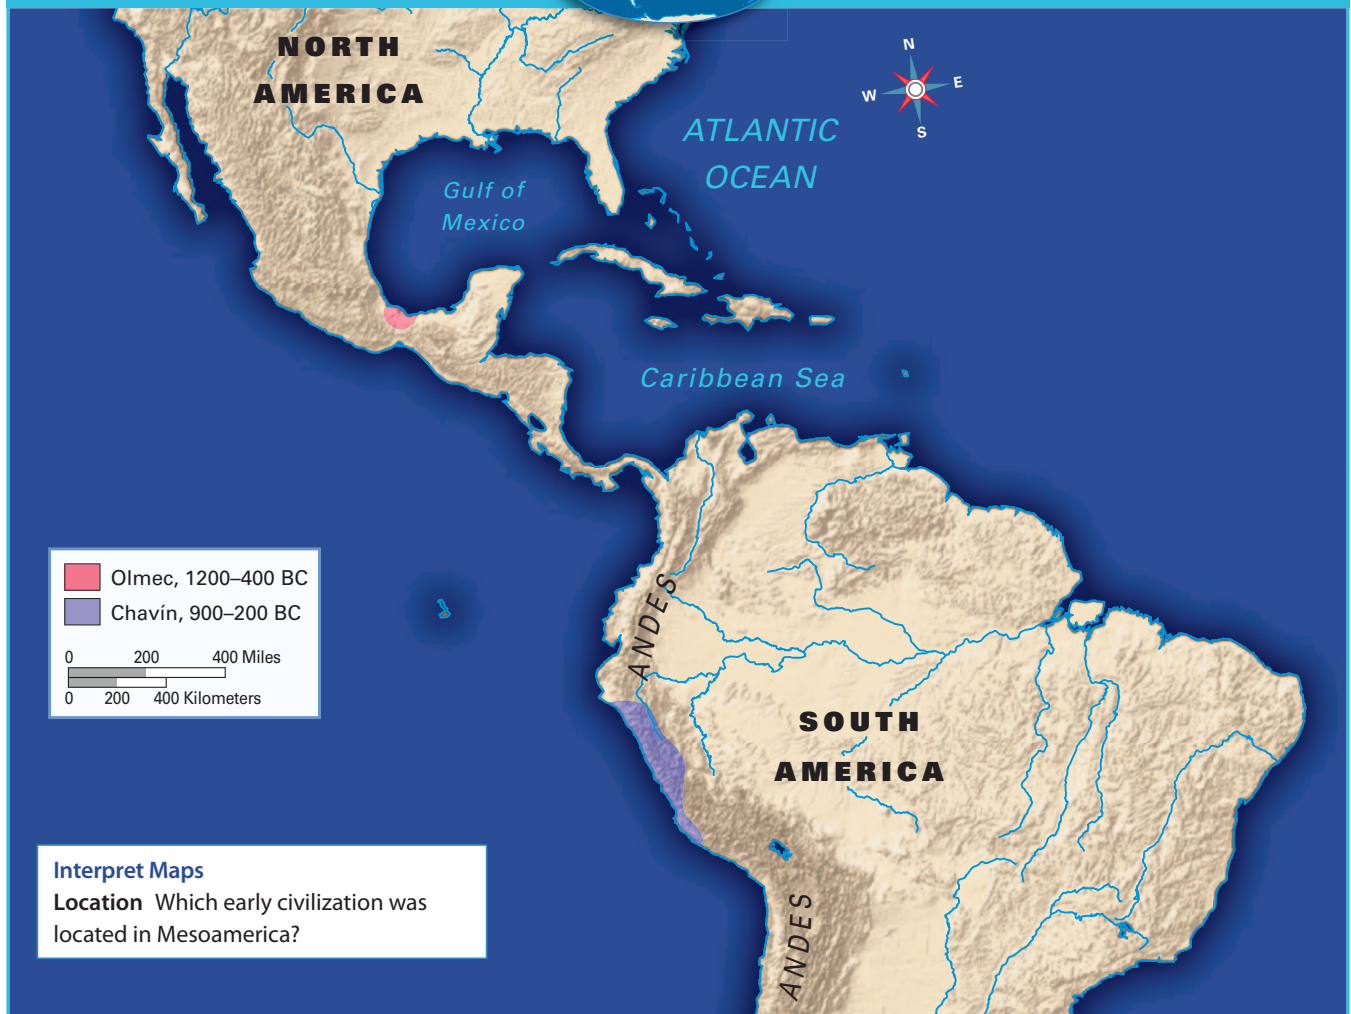 NORTH
AMERICA
N
W
E
S
ATLANTIC
OCEAN
Gulf of
Mexico
Caribbean Sea
Olmec, 1200–400 BC
Chavín, 900–200 BC
0 200 400 Miles
0 200 400 Kilometers
ANDES
SOUTH
AMERICA
ANDES
Interpret Maps
Location Which early civilization was
located in Mesoamerica?